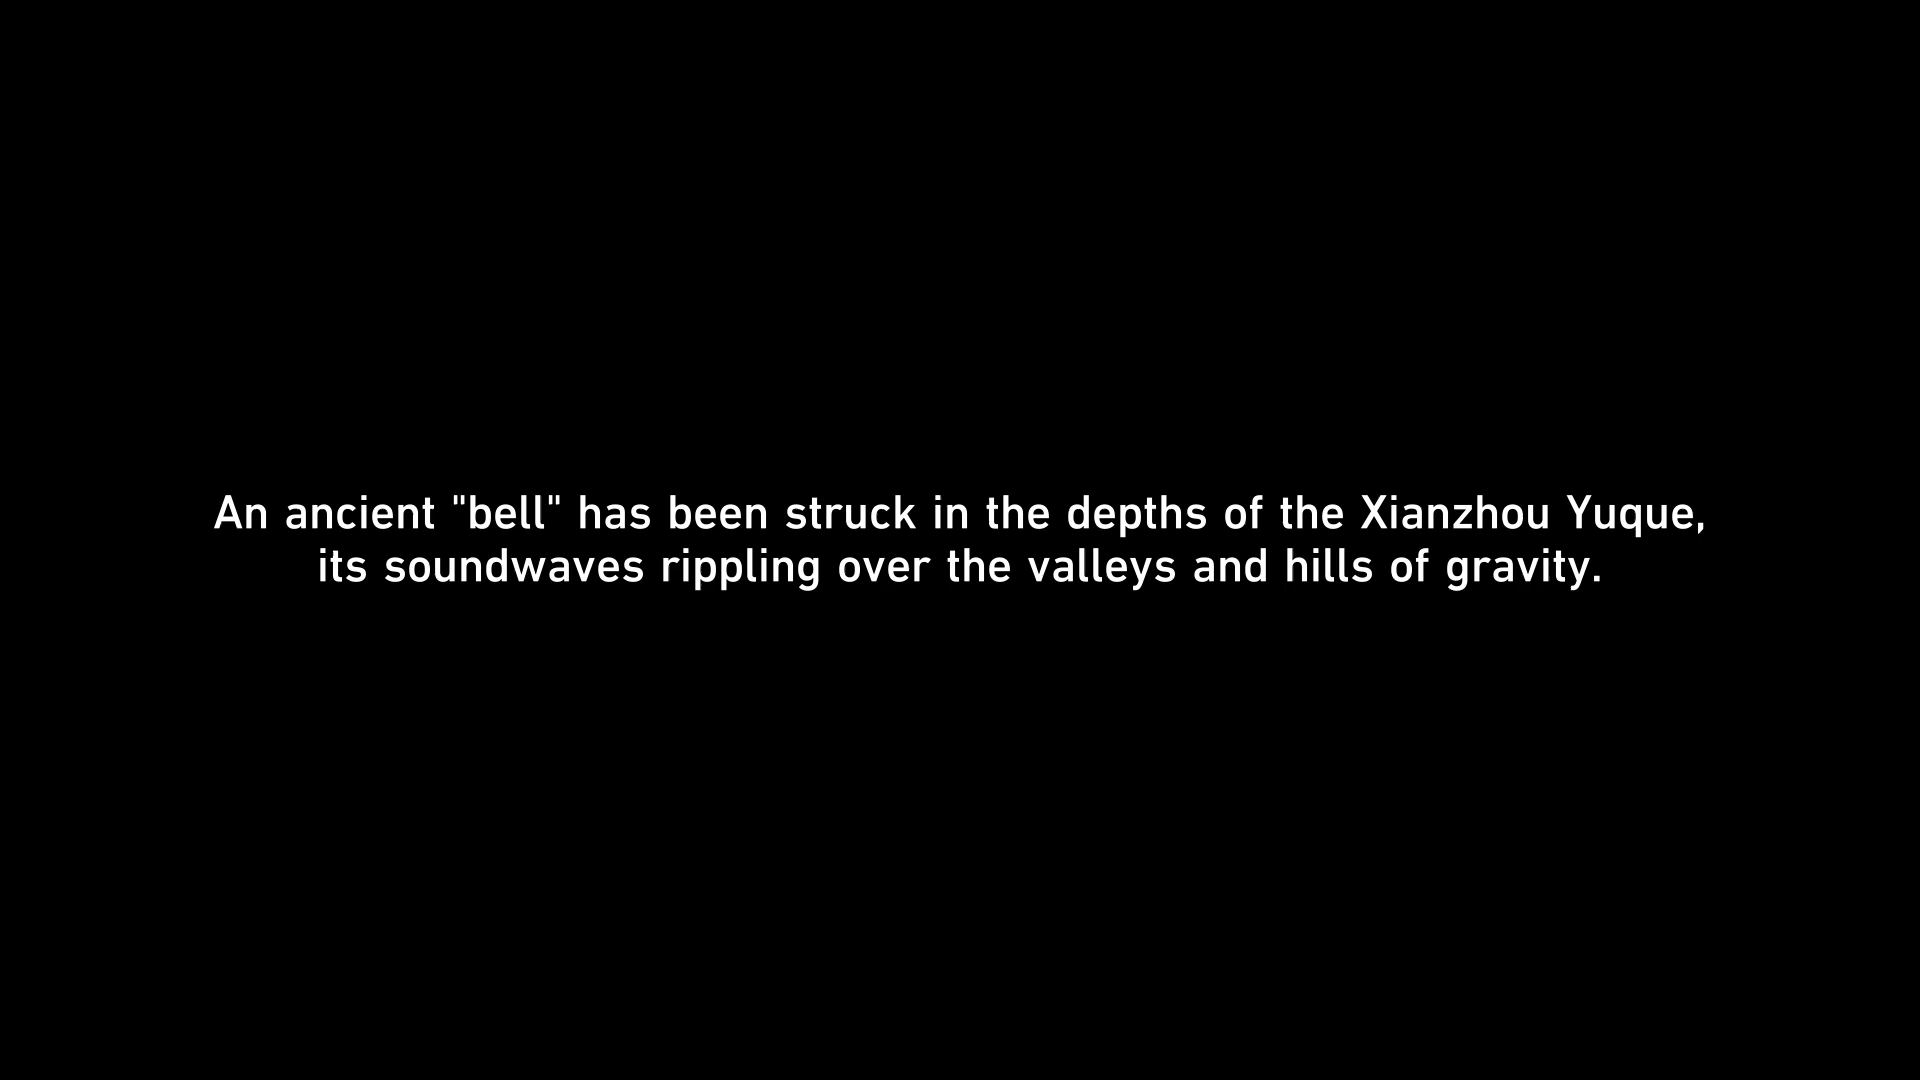 An ancient "bell" has been struck in the depths of the Xianzhou Yuque,
its soundwaves rippling over the valleys and hills of gravity.